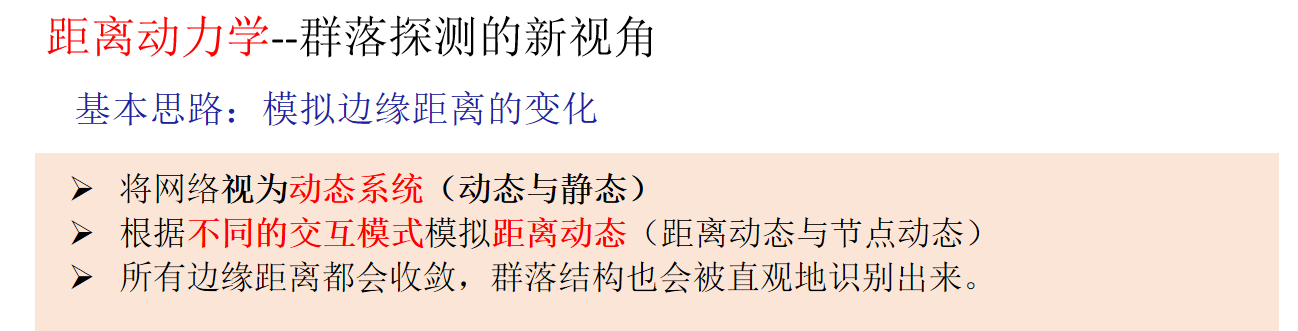 距离动力学--群落探测的新视角
基本思路：模拟边缘距离的变化
➢ 将网络视为动态系统（动态与静态）
➢ 根据不同的交互模式模拟距离动态（距离动态与节点动态）
➢ 所有边缘距离都会收敛，群落结构也会被直观地识别出来。